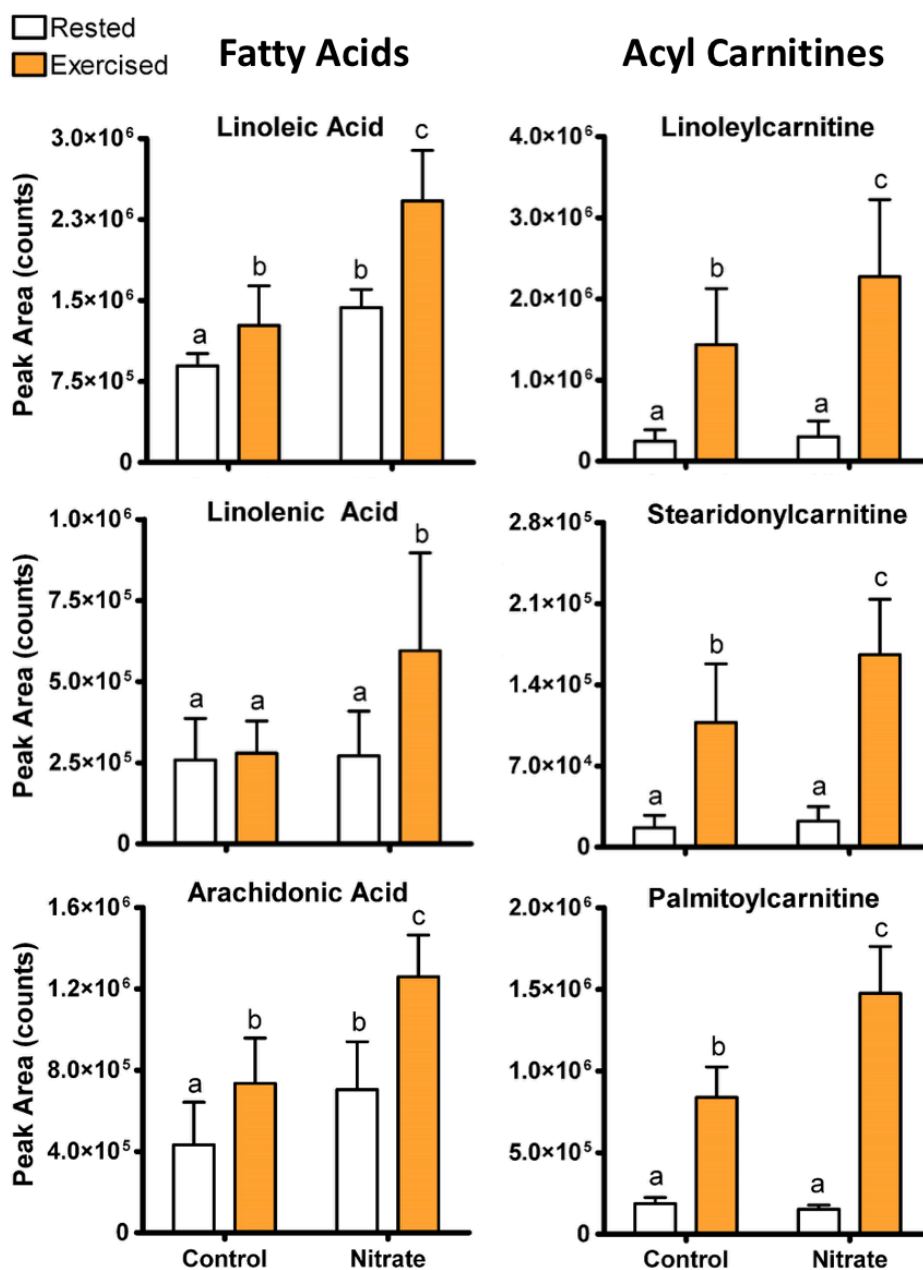 Rested
Exercised
Fatty Acids
Acyl Carnitines
Linoleic Acid
Peak Area (counts)
3.0×10⁶
2.3×10⁶
1.5×10⁶
7.5×10⁵
0
a
b
b
c
Linoleylcarnitine
4.0×10⁶
3.0×10⁶
2.0×10⁶
1.0×10⁶
0
a
b
a
c
Linolenic Acid
Peak Area (counts)
1.0×10⁶
7.5×10⁵
5.0×10⁵
2.5×10⁵
0
a
a
a
b
Stearidonylcarnitine
2.8×10⁵
2.1×10⁵
1.4×10⁵
7.0×10⁴
0
a
b
a
c
Arachidonic Acid
Peak Area (counts)
1.6×10⁶
1.2×10⁶
8.0×10⁵
4.0×10⁵
0
a
b
b
c
Control Nitrate
Palmitoylcarnitine
2.0×10⁶
1.5×10⁶
1.0×10⁶
5.0×10⁵
0
a
b
a
c
Control Nitrate